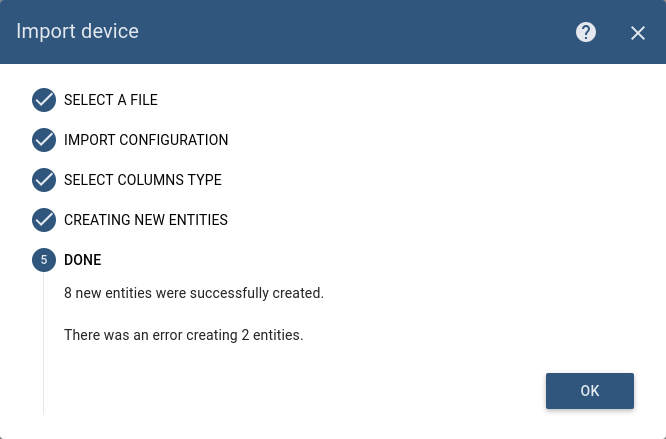 Import device
?
SELECT A FILE
IMPORT CONFIGURATION
SELECT COLUMNS TYPE
CREATING NEW ENTITIES
5 DONE
8 new entities were successfully created.
There was an error creating 2 entities.
OK